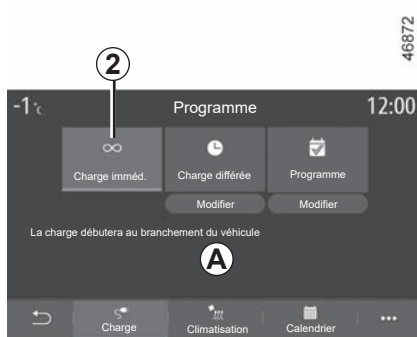 46872
2
-1 °c Programme 12:00
∞
Charge imméd. Charge différée Programme
Modifier Modifier
La charge débutera au branchement du véhicule
A
Charge Climatisation Calendrier ...